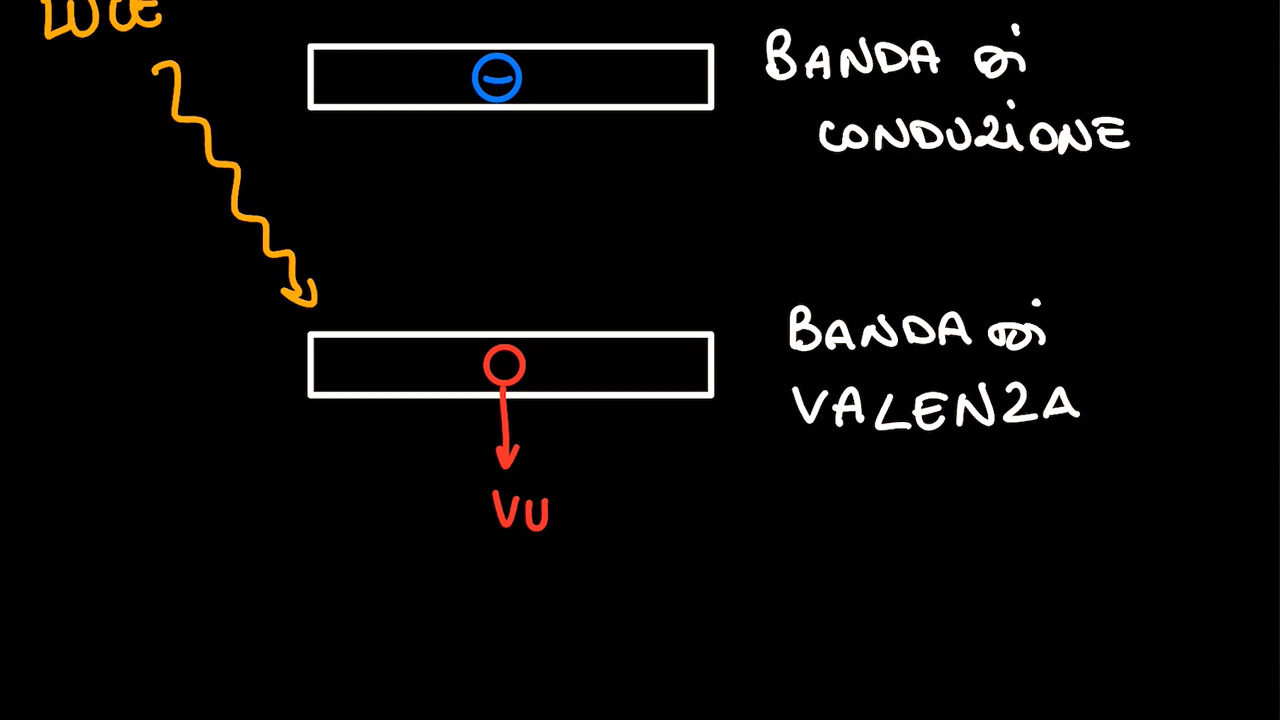 LUCE
BANDA di
CONDUZIONE
BANDA di
VALENZA
VU